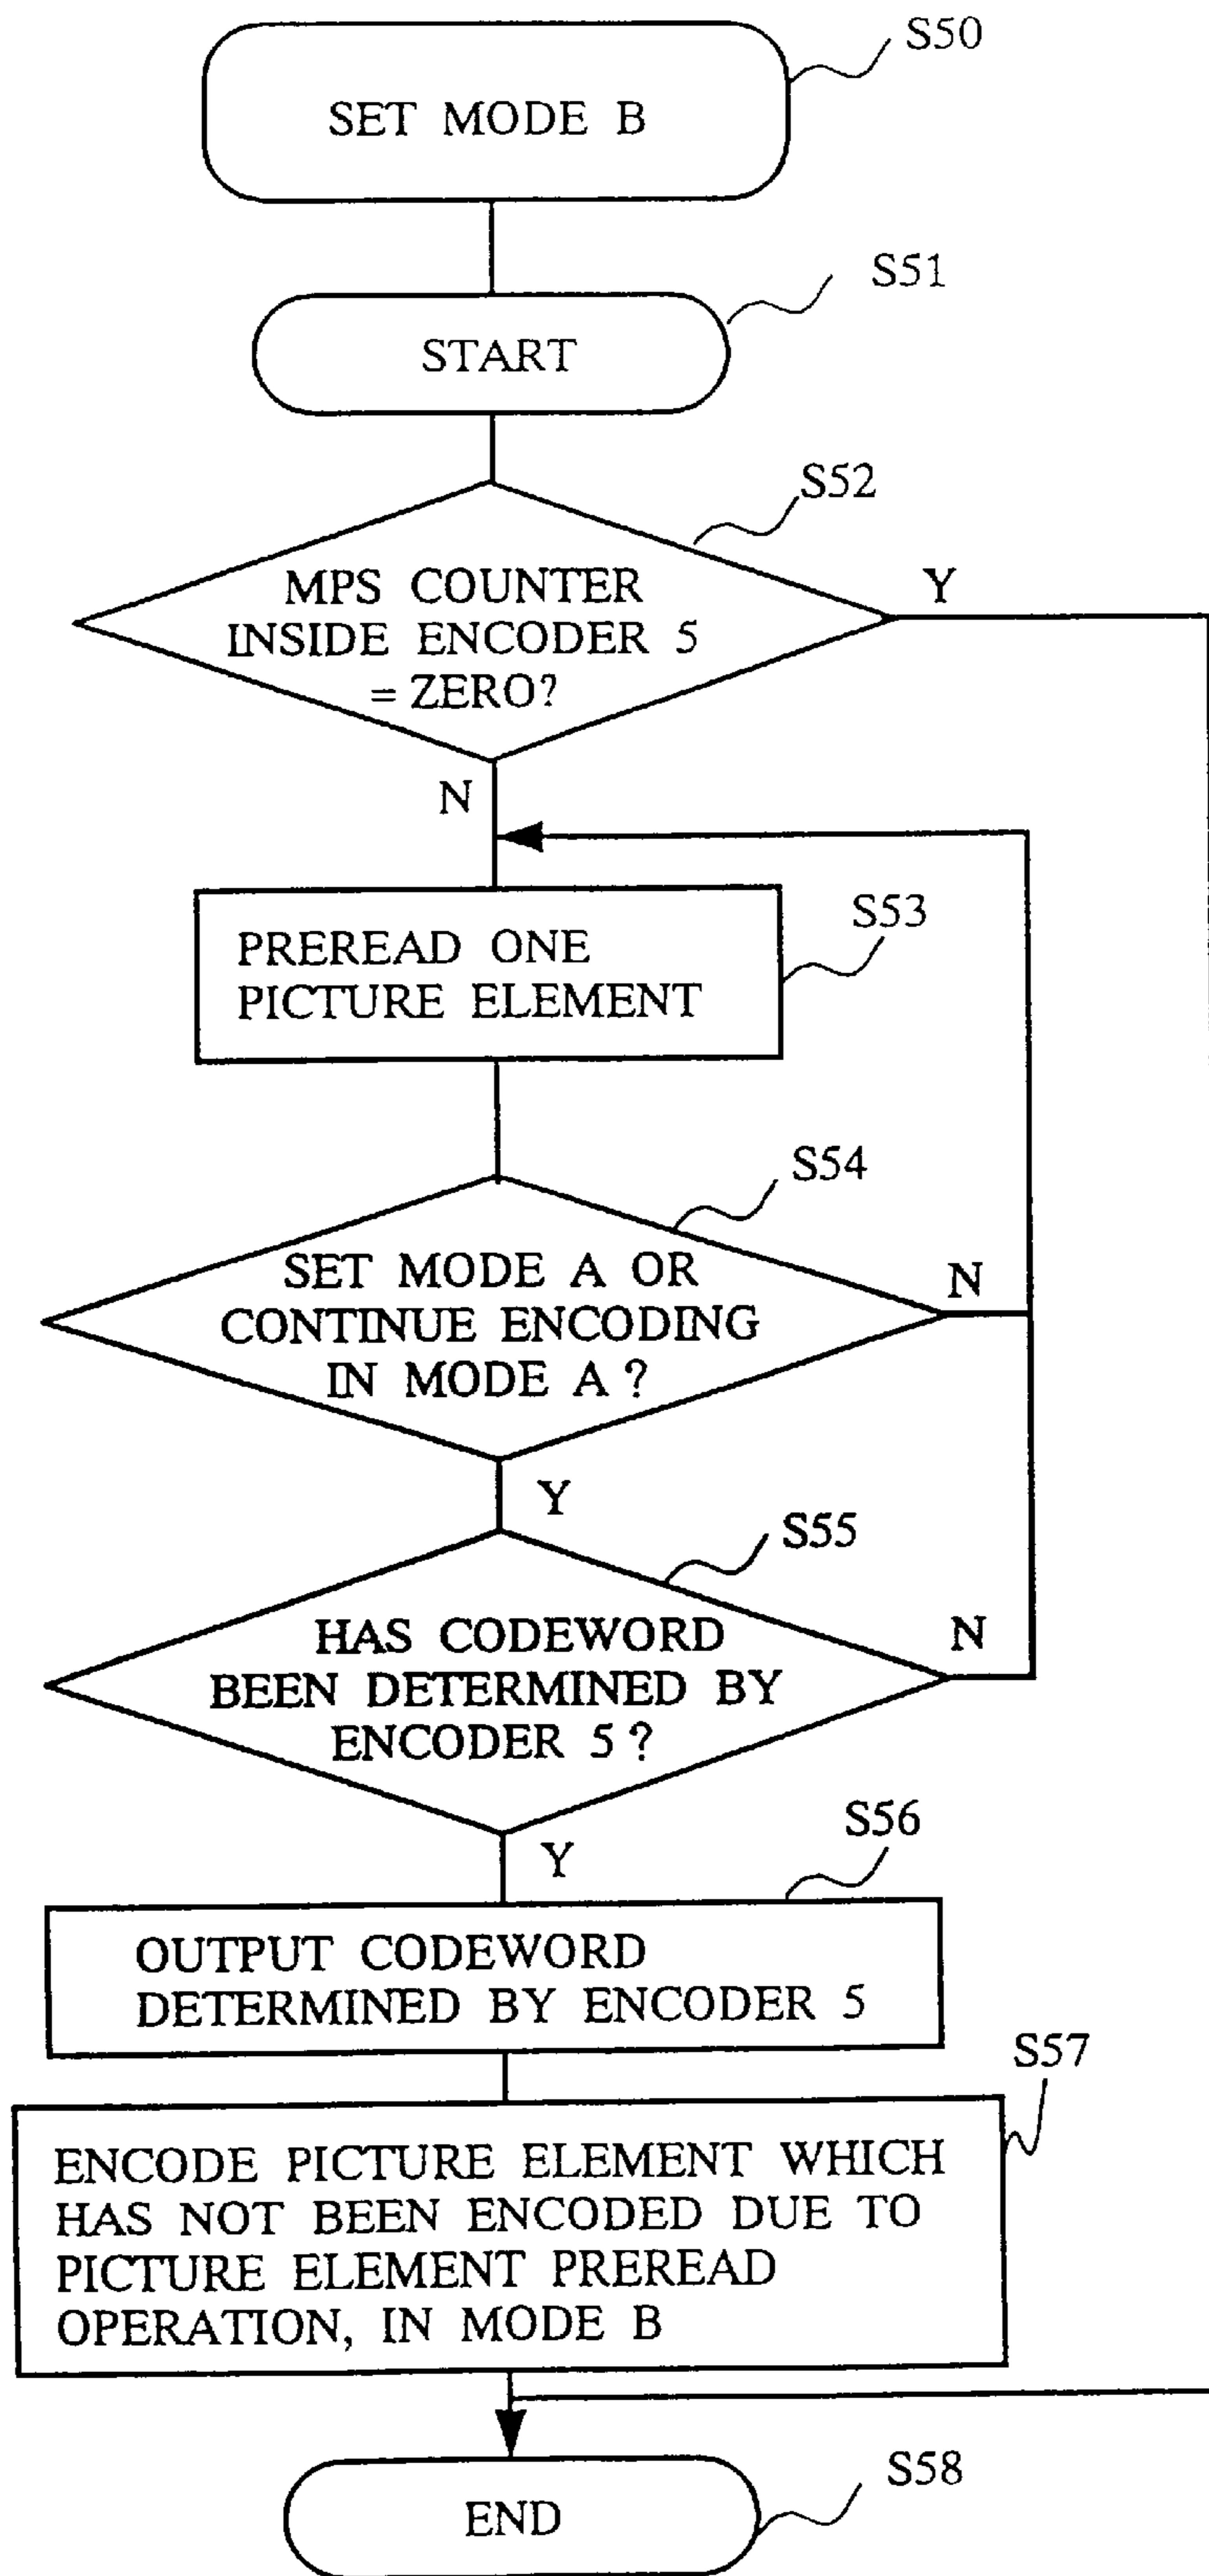 S50
SET MODE B
S51
START
S52
MPS COUNTER
INSIDE ENCODER 5
= ZERO?
Y
N
S53
PREREAD ONE
PICTURE ELEMENT
S54
SET MODE A OR
CONTINUE ENCODING
IN MODE A ?
N
Y
S55
HAS CODEWORD
BEEN DETERMINED BY
ENCODER 5 ?
N
Y
S56
OUTPUT CODEWORD
DETERMINED BY ENCODER 5
S57
ENCODE PICTURE ELEMENT WHICH
HAS NOT BEEN ENCODED DUE TO
PICTURE ELEMENT PREREAD
OPERATION, IN MODE B
S58
END